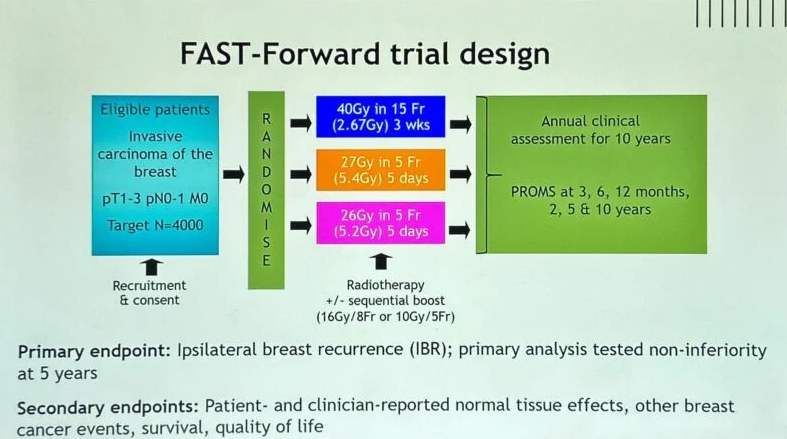 FAST-Forward trial design
Eligible patients
Invasive
carcinoma of the
breast
pT1-3 pN0-1 M0
Target N=4000
Recruitment
& consent
RANDOMISE
40Gy in 15 Fr
(2.67Gy) 3 wks
27Gy in 5 Fr
(5.4Gy) 5 days
26Gy in 5 Fr
(5.2Gy) 5 days
Radiotherapy
+/- sequential boost
(16Gy/8Fr or 10Gy/5Fr)
Annual clinical
assessment for 10 years
PROMS at 3, 6, 12 months,
2, 5 & 10 years
Primary endpoint: Ipsilateral breast recurrence (IBR); primary analysis tested non-inferiority
at 5 years
Secondary endpoints: Patient- and clinician-reported normal tissue effects, other breast
cancer events, survival, quality of life